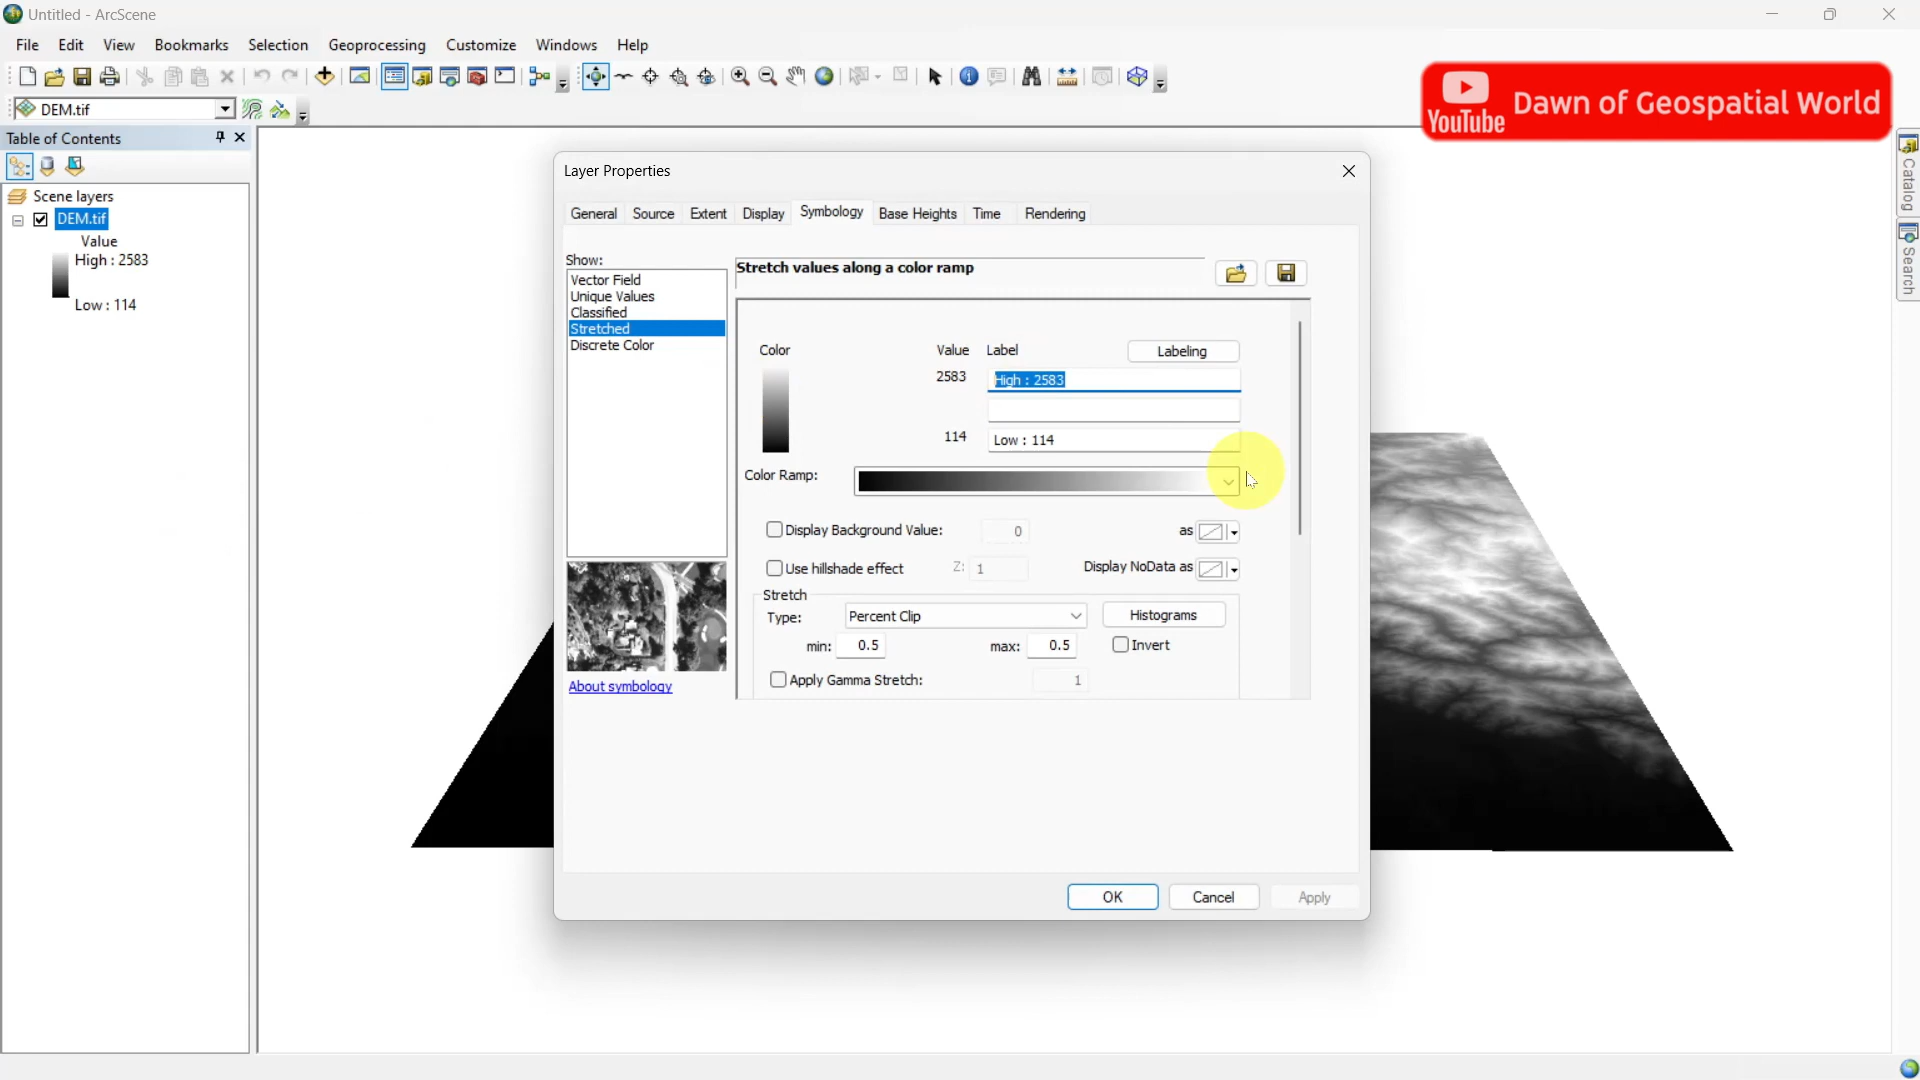 Untitled - ArcScene
File Edit View Bookmarks Selection Geoprocessing Customize Windows Help
YouTube Dawn of Geospatial World
DEM.tif
Table of Contents
Scene layers
DEM.tif
Value
High : 2583
Low : 114
Layer Properties
General Source Extent Display Symbology Base Heights Time Rendering
Show:
Vector Field
Unique Values
Classified
Stretched
Discrete Color
About symbology
Stretch values along a color ramp
Color Value Label Labeling
2583 High : 2583
114 Low : 114
Color Ramp:
Display Background Value: 0 as
Use hillshade effect Z: 1 Display NoData as
Stretch
Type: Percent Clip Histograms
min: 0.5 max: 0.5 Invert
Apply Gamma Stretch: 1
OK Cancel Apply
Catalog
Search